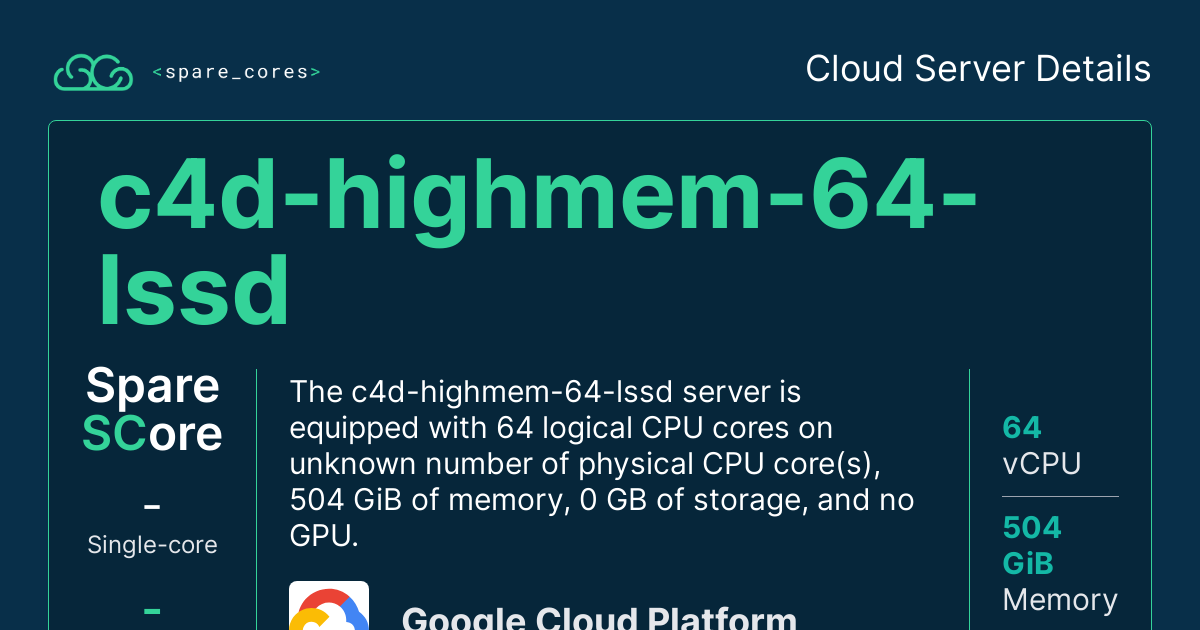 <spare_cores>
Cloud Server Details
c4d-highmem-64-
lssd
Spare
SCore
–
Single-core
–
The c4d-highmem-64-lssd server is
equipped with 64 logical CPU cores on
unknown number of physical CPU core(s),
504 GiB of memory, 0 GB of storage, and no
GPU.
Google Cloud Platform
64
vCPU
504
GiB
Memory